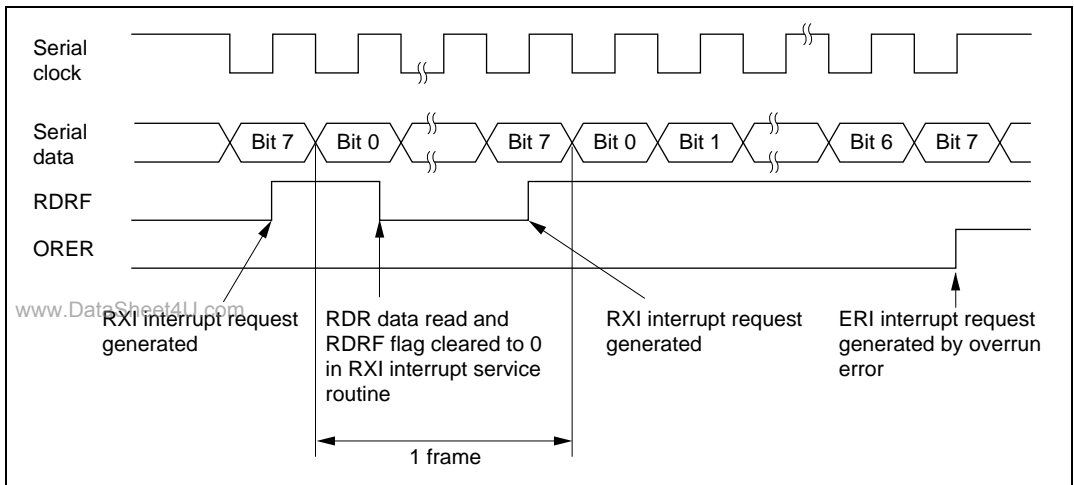 Serial
clock
Serial
data
Bit 7 Bit 0 Bit 7 Bit 0 Bit 1 Bit 6 Bit 7
RDRF
ORER
www.DataSheet4U.com
RXI interrupt request
generated
RDR data read and
RDRF flag cleared to 0
in RXI interrupt service
routine
RXI interrupt request
generated
ERI interrupt request
generated by overrun
error
1 frame